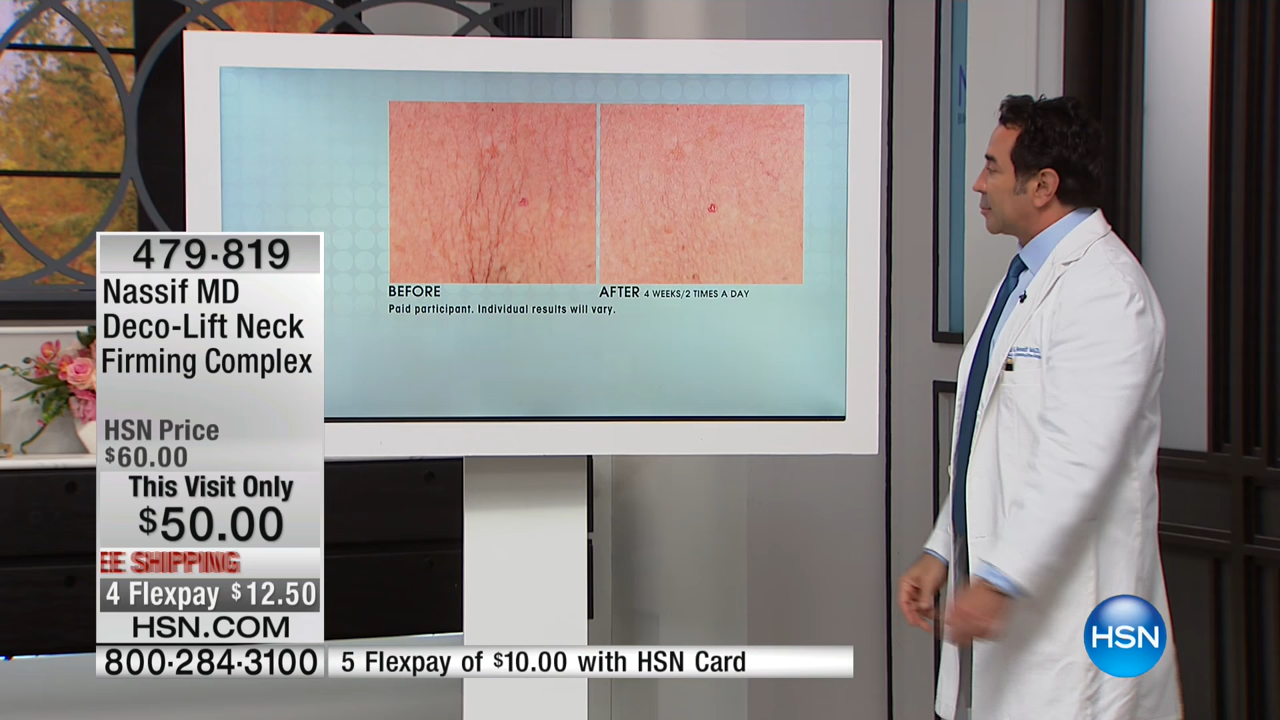 BEFORE
AFTER 4 WEEKS/2 TIMES A DAY
Paid participant. Individual results will vary.
479•819
Nassif MD
Deco-Lift Neck
Firming Complex
HSN Price
$60.00
This Visit Only
$50.00
EE SHIPPING
4 Flexpay $12.50
HSN.COM
800•284•3100
5 Flexpay of $10.00 with HSN Card
HSN